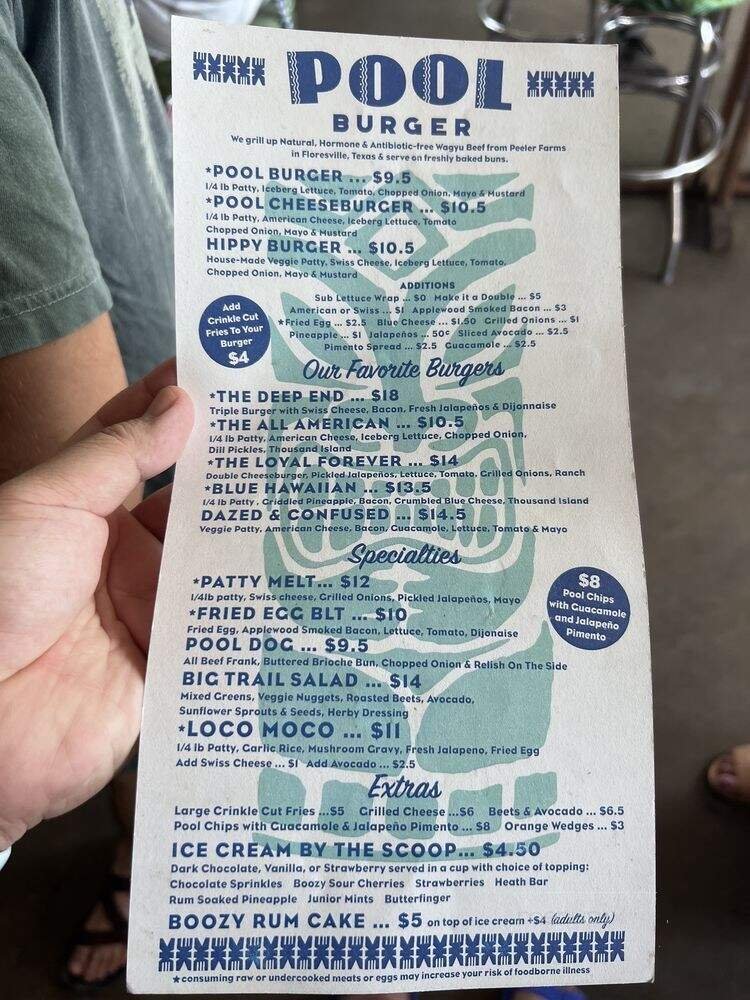 POOL
BURGER
We grill up Natural, Hormone & Antibiotic-free Wagyu Beef from Peeler Farms
in Floresville, Texas & serve on freshly baked buns.
*POOL BURGER ... $9.5
1/4 lb Patty, Iceberg Lettuce, Tomato, Chopped Onion, Mayo & Mustard
*POOL CHEESEBURGER ... $10.5
1/4 lb Patty, American Cheese, Iceberg Lettuce, Tomato
Chopped Onion, Mayo & Mustard
HIPPY BURGER ... $10.5
House-Made Veggie Patty, Swiss Cheese, Iceberg Lettuce, Tomato,
Chopped Onion, Mayo & Mustard
ADDITIONS
Sub Lettuce Wrap ... $0 Make it a Double ... $5
American or Swiss ... $1 Applewood Smoked Bacon ... $3
*Fried Egg ... $2.5 Blue Cheese ... $1.50 Grilled Onions ... $1
Pineapple ... $1 Jalapeños ... 50¢ Sliced Avocado ... $2.5
Pimento Spread ... $2.5 Guacamole ... $2.5
Add
Crinkle Cut
Fries To Your
Burger
$4
Our Favorite Burgers
*THE DEEP END ... $18
Triple Burger with Swiss Cheese, Bacon, Fresh Jalapeños & Dijonnaise
*THE ALL AMERICAN ... $10.5
1/4 lb Patty, American Cheese, Iceberg Lettuce, Chopped Onion,
Dill Pickles, Thousand Island
*THE LOYAL FOREVER ... $14
Double Cheeseburger, Pickled Jalapeños, Lettuce, Tomato, Grilled Onions, Ranch
*BLUE HAWAIIAN ... $13.5
1/4 lb Patty, Griddled Pineapple, Bacon, Crumbled Blue Cheese, Thousand Island
DAZED & CONFUSED ... $14.5
Veggie Patty, American Cheese, Bacon, Guacamole, Lettuce, Tomato & Mayo
Specialties
*PATTY MELT... $12
1/4lb patty, Swiss cheese, Grilled Onions, Pickled Jalapeños, Mayo
*FRIED EGG BLT ... $10
Fried Egg, Applewood Smoked Bacon, Lettuce, Tomato, Dijonaise
POOL DOG ... $9.5
All Beef Frank, Buttered Brioche Bun, Chopped Onion & Relish On The Side
BIG TRAIL SALAD ... $14
Mixed Greens, Veggie Nuggets, Roasted Beets, Avocado,
Sunflower Sprouts & Seeds, Herby Dressing
*LOCO MOCO ... $11
1/4 lb Patty, Garlic Rice, Mushroom Gravy, Fresh Jalapeno, Fried Egg
Add Swiss Cheese ... $1 Add Avocado ... $2.5
$8
Pool Chips
with Guacamole
and Jalapeño
Pimento
Extras
Large Crinkle Cut Fries ...$5 Grilled Cheese ...$6 Beets & Avocado ... $6.5
Pool Chips with Guacamole & Jalapeño Pimento ... $8 Orange Wedges ... $3
ICE CREAM BY THE SCOOP... $4.50
Dark Chocolate, Vanilla, or Strawberry served in a cup with choice of topping:
Chocolate Sprinkles Boozy Sour Cherries Strawberries Heath Bar
Rum Soaked Pineapple Junior Mints Butterfinger
BOOZY RUM CAKE ... $5 on top of ice cream +$4 (adults only)
*consuming raw or undercooked meats or eggs may increase your risk of foodborne illness